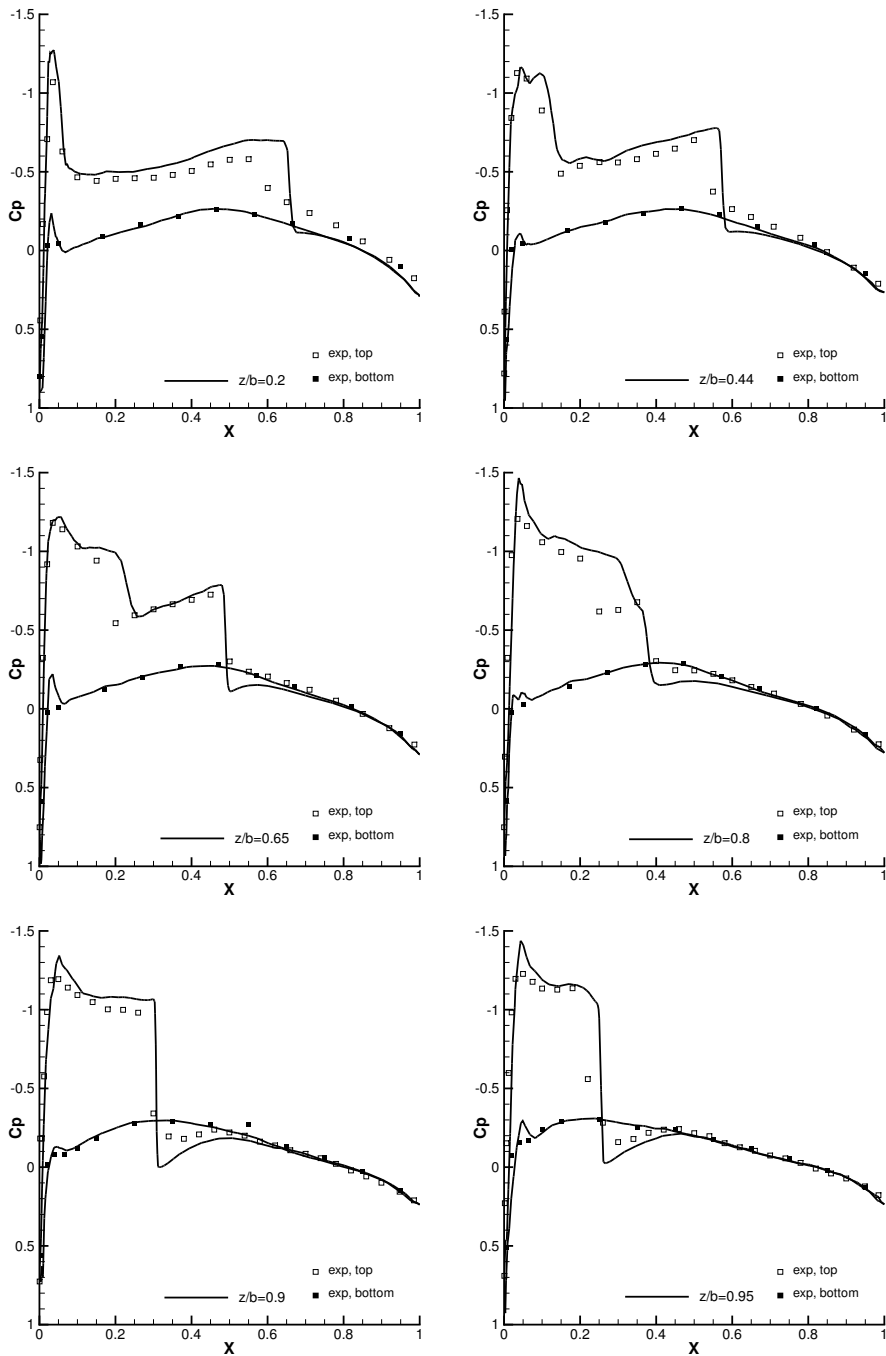 -1.5
-1
-0.5
0
0.5
1
Cp
exp, top
z/b=0.2
exp, bottom
0
0.2
0.4
0.6
0.8
1
X
-1.5
-1
-0.5
0
0.5
1
Cp
exp, top
z/b=0.44
exp, bottom
0
0.2
0.4
0.6
0.8
1
X
-1.5
-1
-0.5
0
0.5
1
Cp
exp, top
z/b=0.65
exp, bottom
0
0.2
0.4
0.6
0.8
1
X
-1.5
-1
-0.5
0
0.5
1
Cp
exp, top
z/b=0.8
exp, bottom
0
0.2
0.4
0.6
0.8
1
X
-1.5
-1
-0.5
0
0.5
1
Cp
exp, top
z/b=0.9
exp, bottom
0
0.2
0.4
0.6
0.8
1
X
-1.5
-1
-0.5
0
0.5
1
Cp
exp, top
z/b=0.95
exp, bottom
0
0.2
0.4
0.6
0.8
1
X